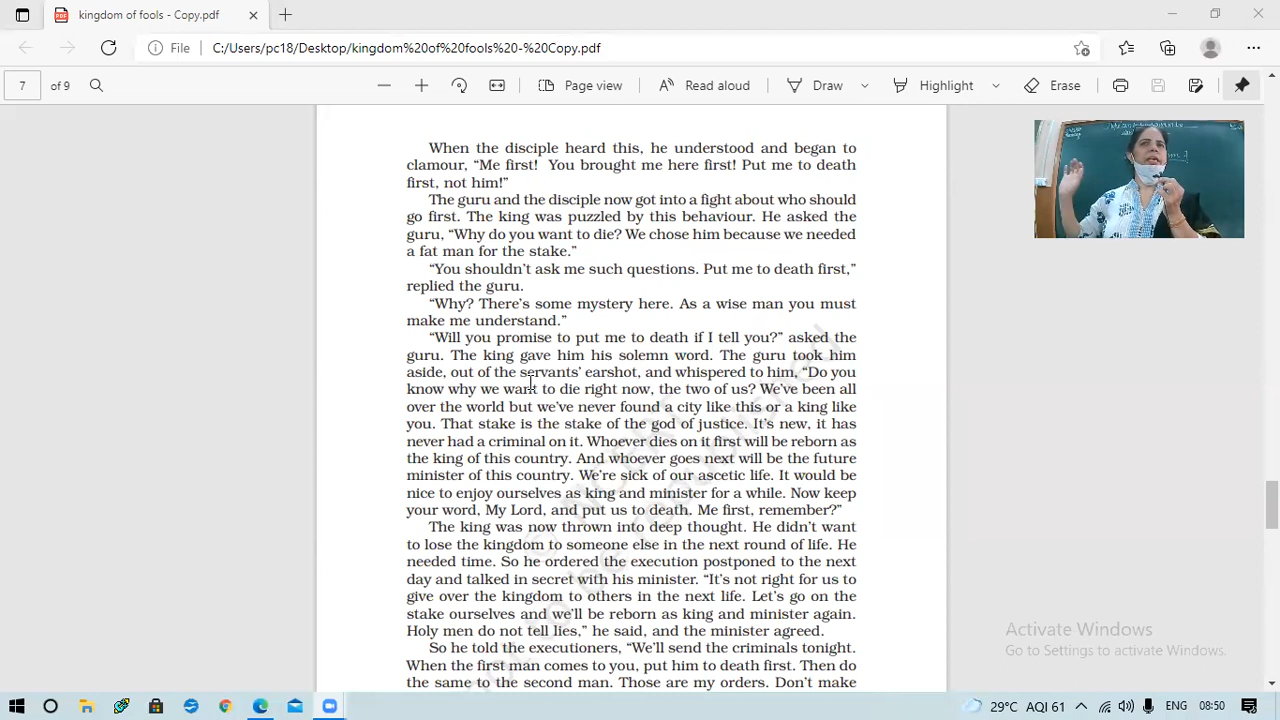 kingdom of fools - Copy.pdf
File C:/Users/pc18/Desktop/kingdom%20of%20fools%20-%20Copy.pdf
7 of 9 Page view Read aloud Draw Highlight Erase
When the disciple heard this, he understood and began to
clamour, “Me first! You brought me here first! Put me to death
first, not him!”
The guru and the disciple now got into a fight about who should
go first. The king was puzzled by this behaviour. He asked the
guru, “Why do you want to die? We chose him because we needed
a fat man for the stake.”
“You shouldn’t ask me such questions. Put me to death first,”
replied the guru.
“Why? There’s some mystery here. As a wise man you must
make me understand.”
“Will you promise to put me to death if I tell you?” asked the
guru. The king gave him his solemn word. The guru took him
aside, out of the servants’ earshot, and whispered to him, “Do you
know why we want to die right now, the two of us? We’ve been all
over the world but we’ve never found a city like this or a king like
you. That stake is the stake of the god of justice. It’s new, it has
never had a criminal on it. Whoever dies on it first will be reborn as
the king of this country. And whoever goes next will be the future
minister of this country. We’re sick of our ascetic life. It would be
nice to enjoy ourselves as king and minister for a while. Now keep
your word, My Lord, and put us to death. Me first, remember?”
The king was now thrown into deep thought. He didn’t want
to lose the kingdom to someone else in the next round of life. He
needed time. So he ordered the execution postponed to the next
day and talked in secret with his minister. “It’s not right for us to
give over the kingdom to others in the next life. Let’s go on the
stake ourselves and we’ll be reborn as king and minister again.
Holy men do not tell lies,” he said, and the minister agreed.
So he told the executioners, “We’ll send the criminals tonight.
When the first man comes to you, put him to death first. Then do
the same to the second man. Those are my orders. Don’t make
not to be republished
Activate Windows
Go to Settings to activate Windows.
29°C AQI 61 ENG 08:50